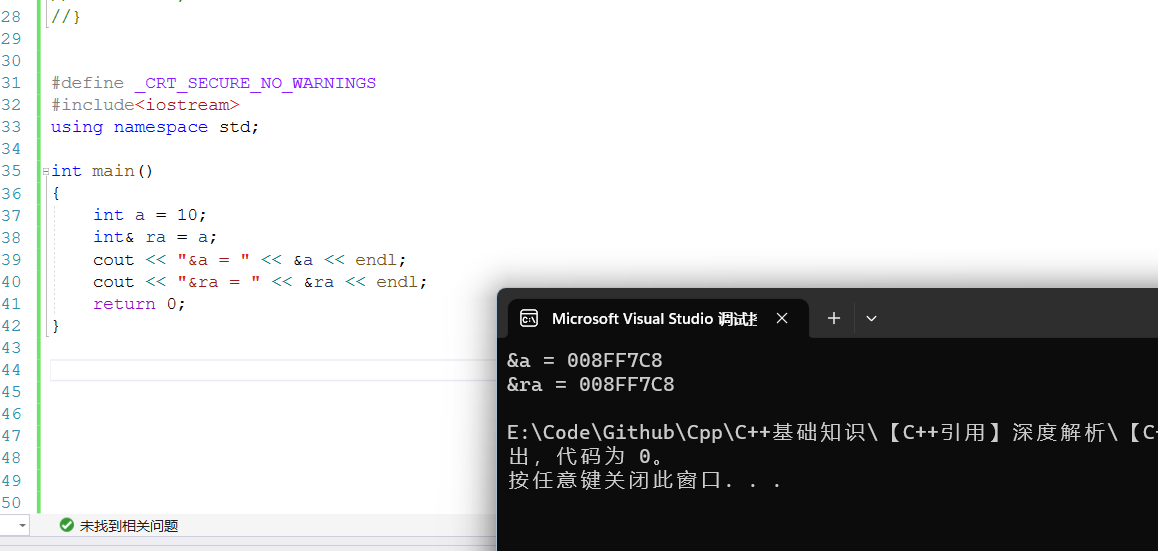 28 //}
29
30
31 #define _CRT_SECURE_NO_WARNINGS
32 #include<iostream>
33 using namespace std;
34
35 int main()
36 {
37 int a = 10;
38 int& ra = a;
39 cout << "&a = " << &a << endl;
40 cout << "&ra = " << &ra << endl;
41 return 0;
42 }
43
44
45
46
47
48
49
50
未找到相关问题
Microsoft Visual Studio 调试
&a = 008FF7C8
&ra = 008FF7C8
E:\Code\Github\Cpp\C++基础知识\【C++引用】深度解析\【C
出，代码为 0。
按任意键关闭此窗口. . .